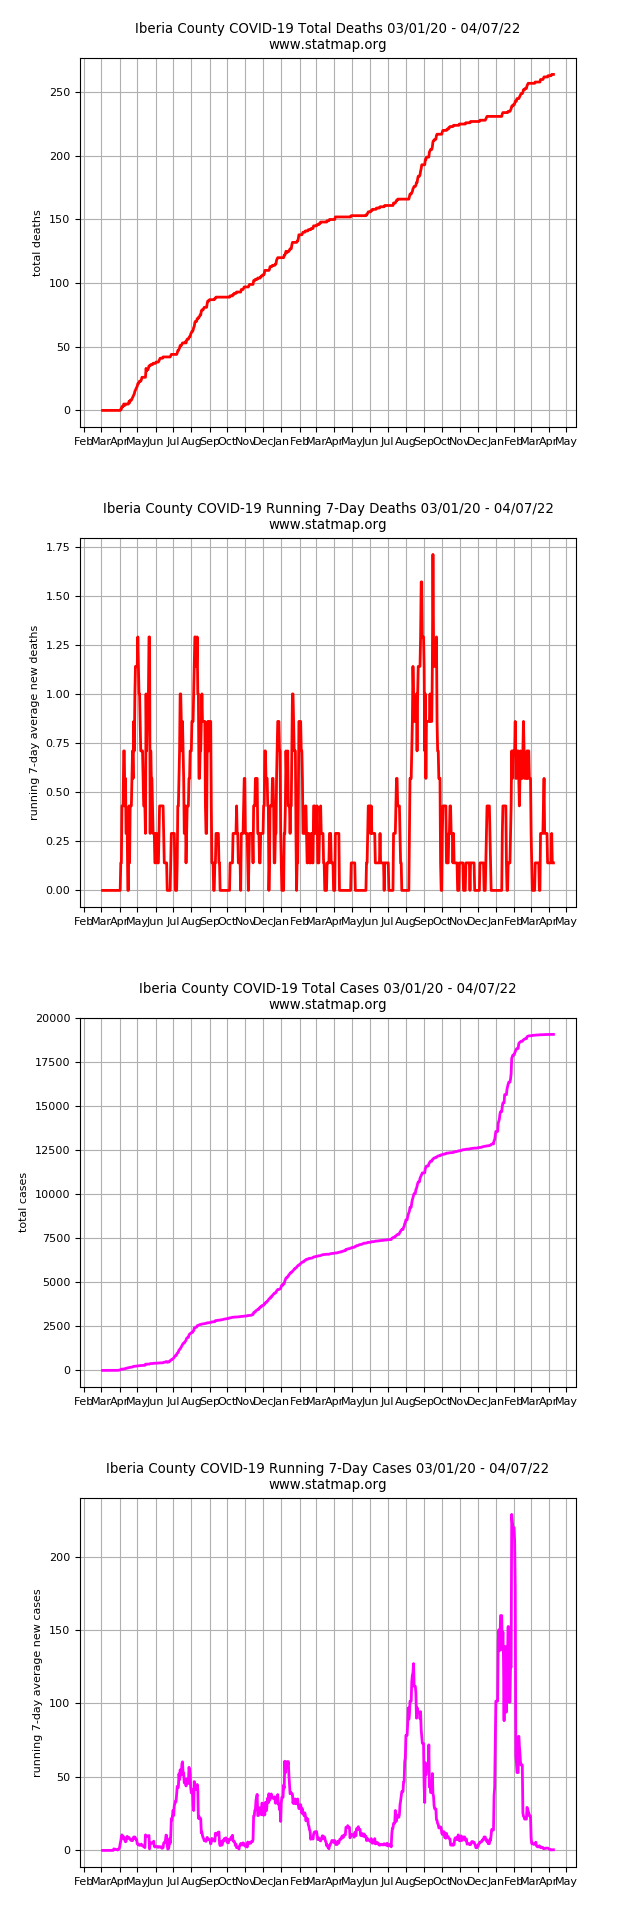 Iberia County COVID-19 Total Deaths 03/01/20 - 04/07/22
www.statmap.org
250
200
150
100
50
0
total deaths
Feb Mar Apr May Jun Jul Aug Sep Oct Nov Dec Jan Feb Mar Apr May Jun Jul Aug Sep Oct Nov Dec Jan Feb Mar Apr May
Iberia County COVID-19 Running 7-Day Deaths 03/01/20 - 04/07/22
www.statmap.org
1.75
1.50
1.25
1.00
0.75
0.50
0.25
0.00
running 7-day average new deaths
Feb Mar Apr May Jun Jul Aug Sep Oct Nov Dec Jan Feb Mar Apr May Jun Jul Aug Sep Oct Nov Dec Jan Feb Mar Apr May
Iberia County COVID-19 Total Cases 03/01/20 - 04/07/22
www.statmap.org
20000
17500
15000
12500
10000
7500
5000
2500
0
total cases
Feb Mar Apr May Jun Jul Aug Sep Oct Nov Dec Jan Feb Mar Apr May Jun Jul Aug Sep Oct Nov Dec Jan Feb Mar Apr May
Iberia County COVID-19 Running 7-Day Cases 03/01/20 - 04/07/22
www.statmap.org
200
150
100
50
0
running 7-day average new cases
Feb Mar Apr May Jun Jul Aug Sep Oct Nov Dec Jan Feb Mar Apr May Jun Jul Aug Sep Oct Nov Dec Jan Feb Mar Apr May